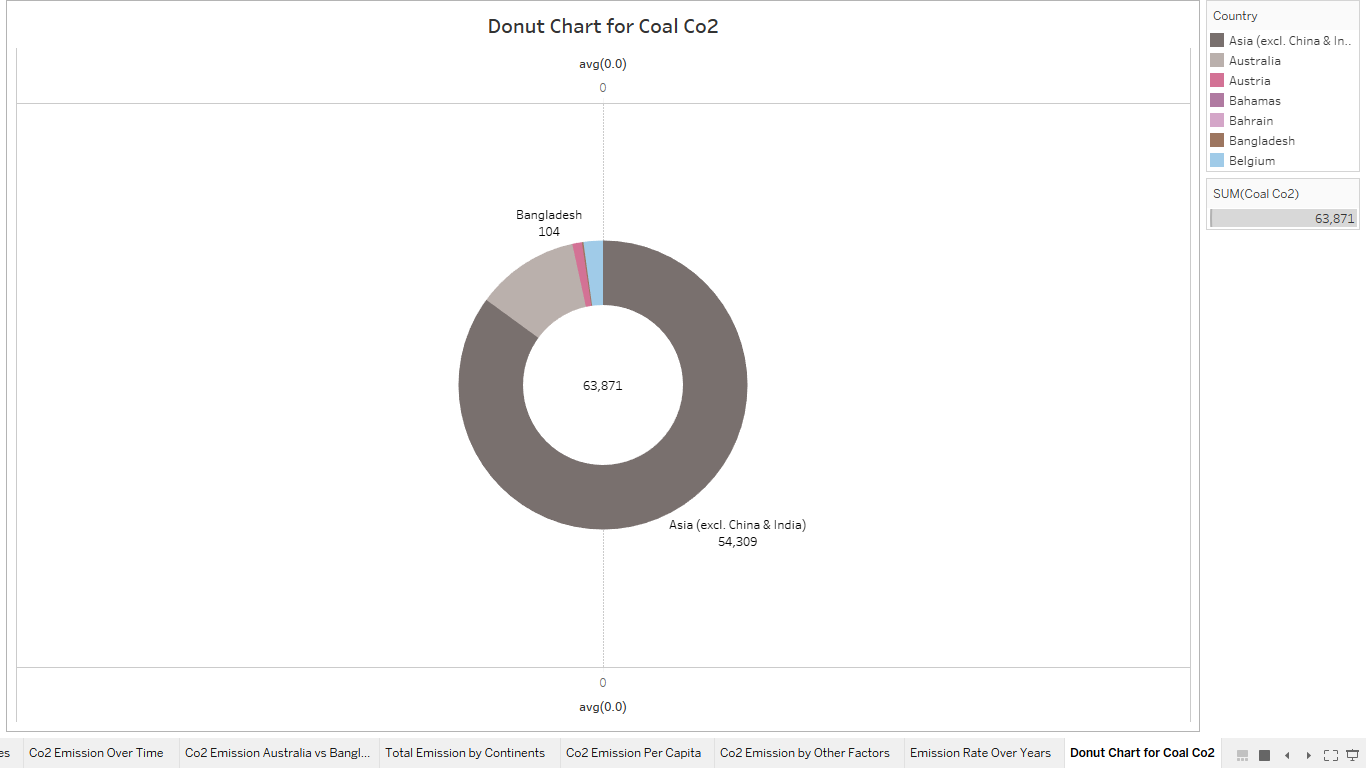 Donut Chart for Coal Co2
avg(0.0)
0
Bangladesh
104
63,871
Asia (excl. China & India)
54,309
0
avg(0.0)
Country
Asia (excl. China & In..
Australia
Austria
Bahamas
Bahrain
Bangladesh
Belgium
SUM(Coal Co2)
63,871
es
Co2 Emission Over Time
Co2 Emission Australia vs Bangl...
Total Emission by Continents
Co2 Emission Per Capita
Co2 Emission by Other Factors
Emission Rate Over Years
Donut Chart for Coal Co2